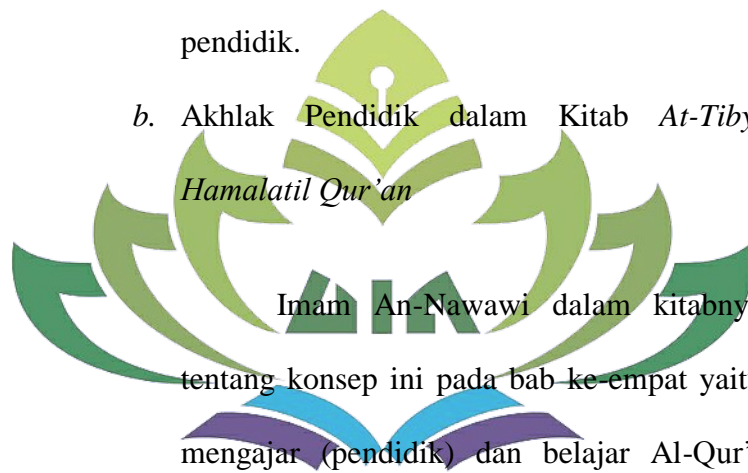 pendidik.
b. Akhlak Pendidik dalam Kitab At-Tiby
Hamalatil Qur'an
Imam An-Nawawi dalam kitabny
tentang konsep ini pada bab ke-empat yait
mengajar (pendidik) dan belajar Al-Qur'